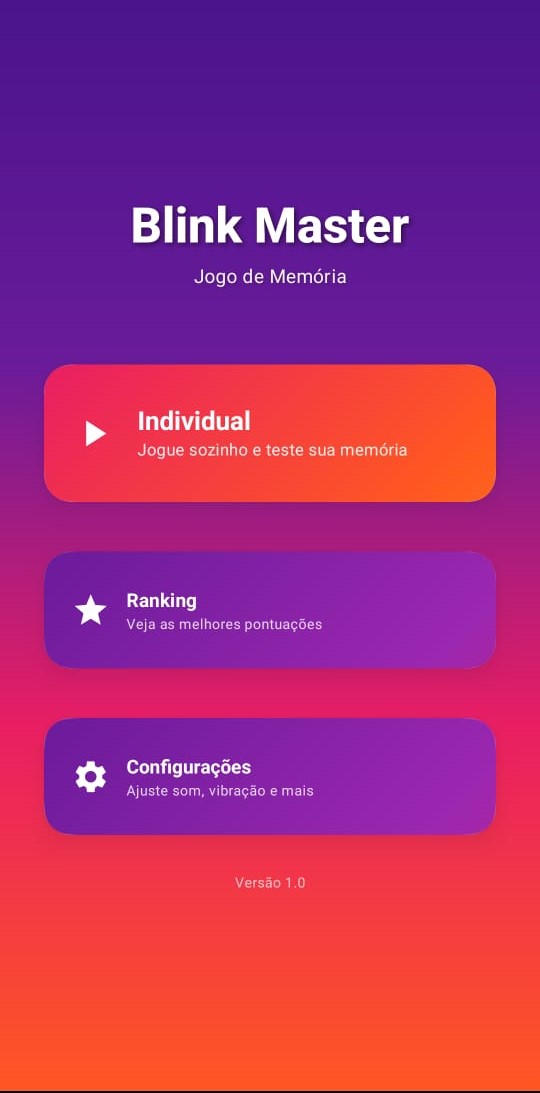 Blink Master
Jogo de Memória
Individual
Jogue sozinho e teste sua memória
Ranking
Veja as melhores pontuações
Configurações
Ajuste som, vibração e mais
Versão 1.0